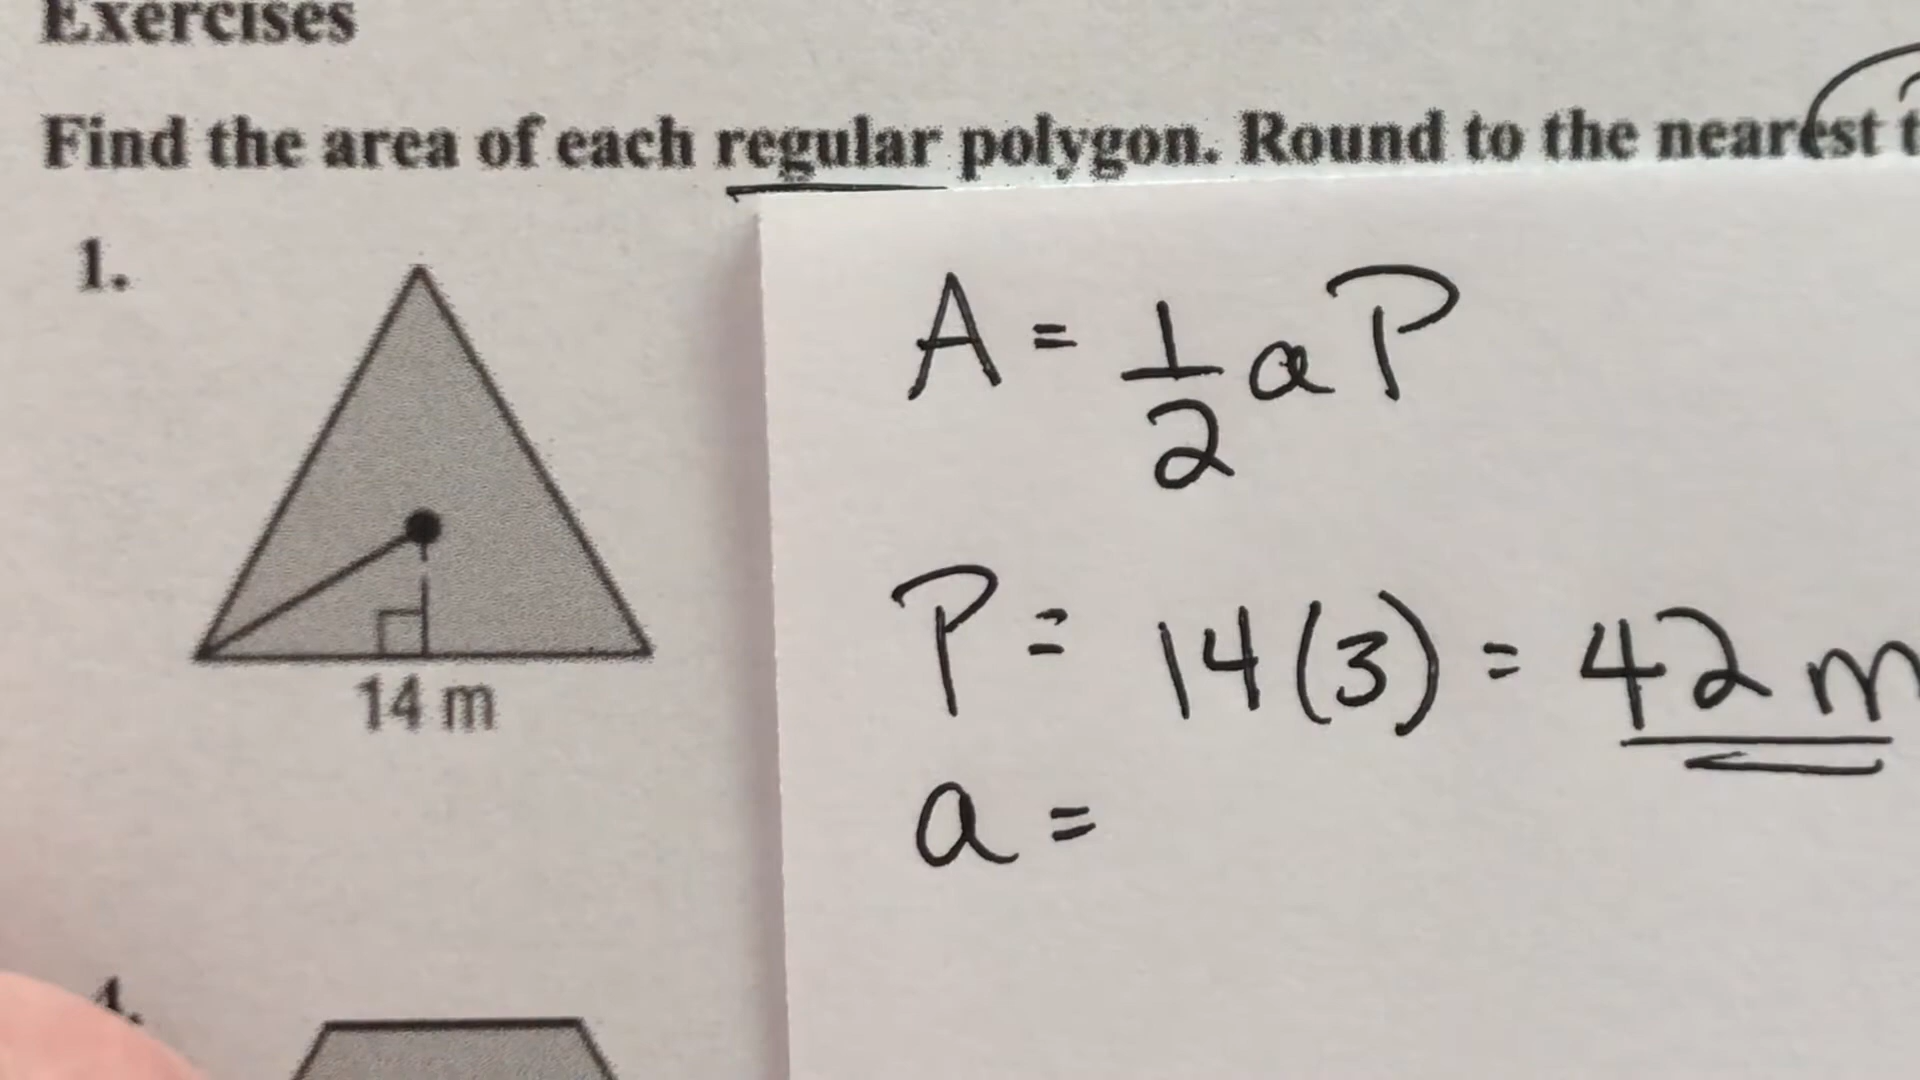 Exercises
Find the area of each regular polygon. Round to the nearest
1.
14 m
A = 1/2 a P
P = 14(3) = 42 m
a =
4.